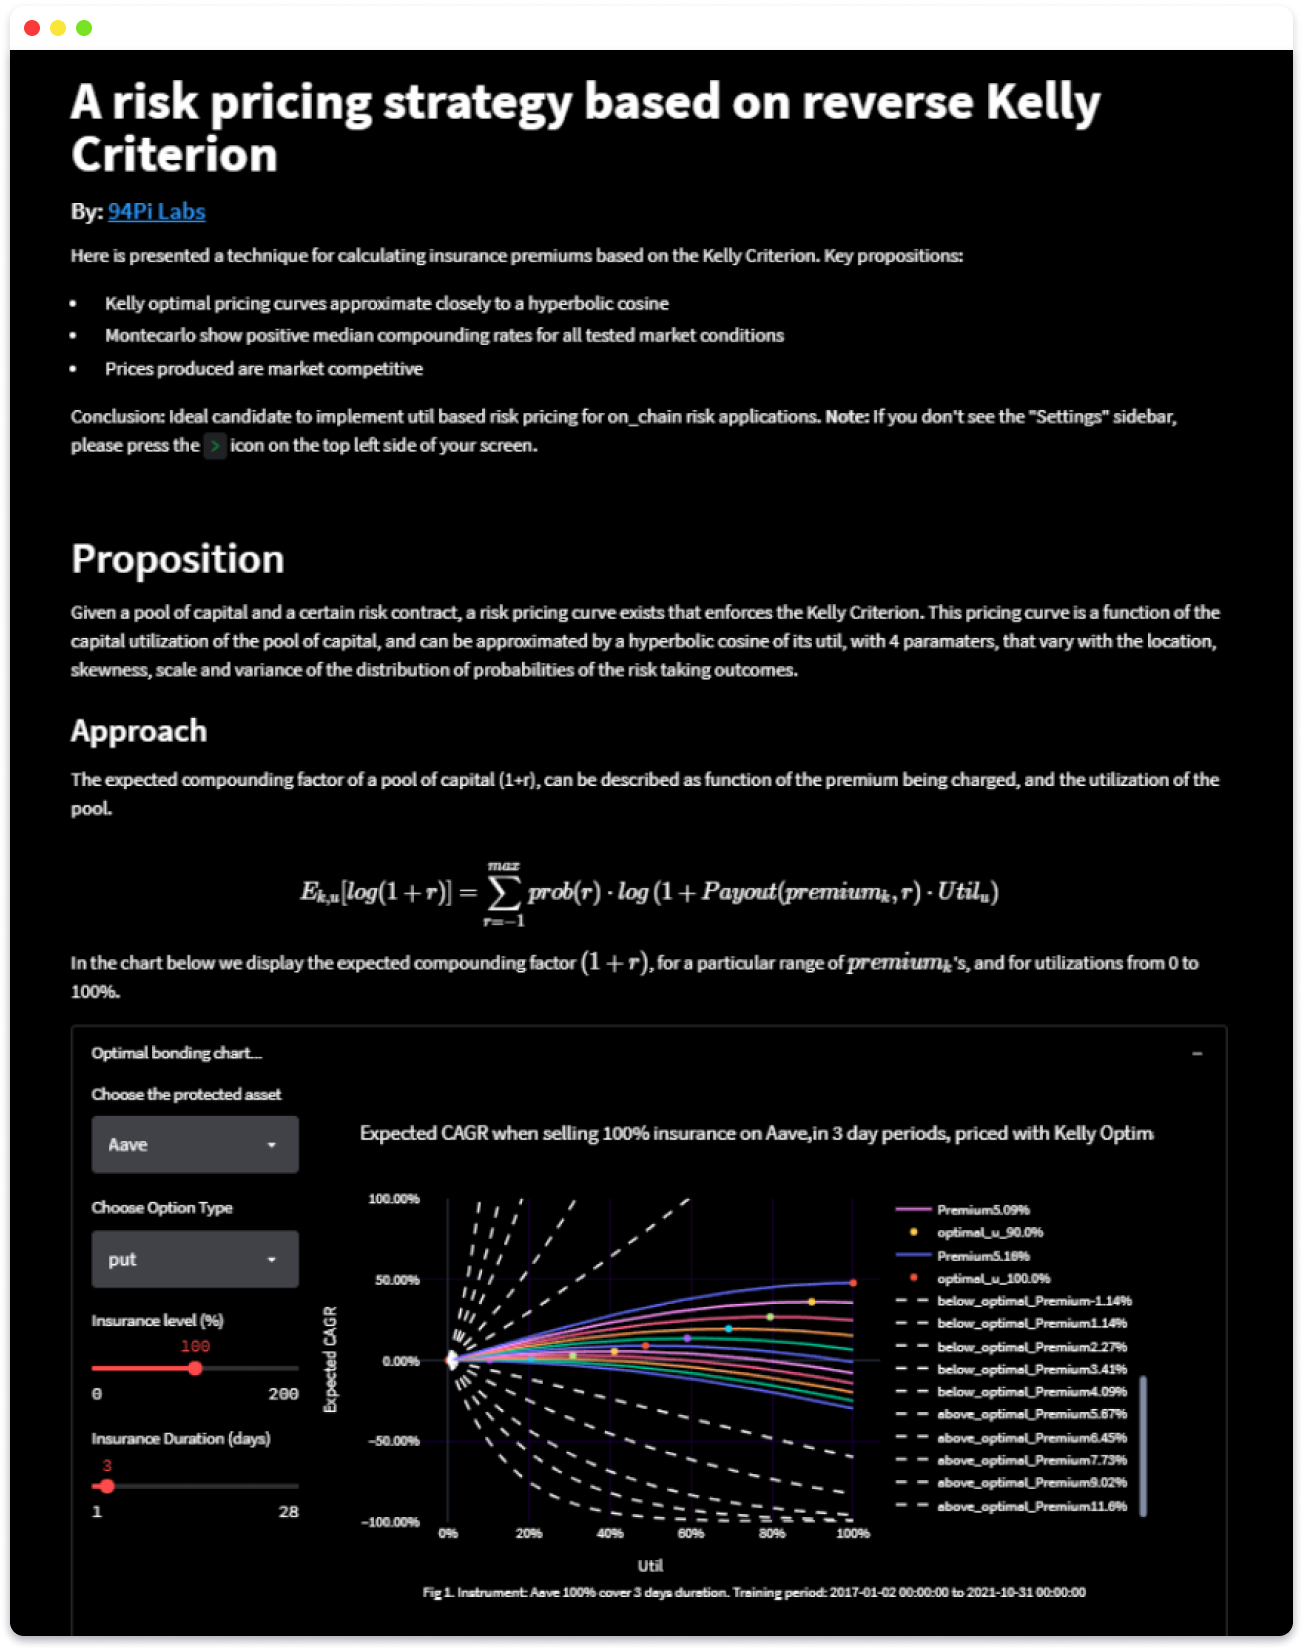 A risk pricing strategy based on reverse Kelly
Criterion
By: 94Pi Labs
Here is presented a technique for calculating insurance premiums based on the Kelly Criterion. Key propositions:
• Kelly optimal pricing curves approximate closely to a hyperbolic cosine
• Montecarlo show positive median compounding rates for all tested market conditions
• Prices produced are market competitive
Conclusion: Ideal candidate to implement util based risk pricing for on_chain risk applications. Note: If you don't see the "Settings" sidebar,
please press the > icon on the top left side of your screen.
Proposition
Given a pool of capital and a certain risk contract, a risk pricing curve exists that enforces the Kelly Criterion. This pricing curve is a function of the
capital utilization of the pool of capital, and can be approximated by a hyperbolic cosine of its util, with 4 paramaters, that vary with the location,
skewness, scale and variance of the distribution of probabilities of the risk taking outcomes.
Approach
The expected compounding factor of a pool of capital (1+r), can be described as function of the premium being charged, and the utilization of the
pool.
E_{k,u}[log(1 + r)] = \sum_{r=-1}^{max} prob(r) · log (1 + Payout(premium_k, r) · Util_u)
In the chart below we display the expected compounding factor (1 + r), for a particular range of premium_k's, and for utilizations from 0 to
100%.
Optimal bonding chart... −
Choose the protected asset
Aave
Choose Option Type
put
Insurance level (%)
100
0 200
Insurance Duration (days)
3
1 28
Expected CAGR when selling 100% insurance on Aave,in 3 day periods, priced with Kelly Optim
Expected CAGR
100.00%
50.00%
0.00%
−50.00%
−100.00%
0% 20% 40% 60% 80% 100%
Util
Premium5.09%
optimal_u_90.0%
Premium5.18%
optimal_u_100.0%
below_optimal_Premium-1.14%
below_optimal_Premium1.14%
below_optimal_Premium2.27%
below_optimal_Premium3.41%
below_optimal_Premium4.09%
above_optimal_Premium5.67%
above_optimal_Premium6.45%
above_optimal_Premium7.73%
above_optimal_Premium9.02%
above_optimal_Premium11.6%
Fig 1. Instrument: Aave 100% cover 3 days duration. Training period: 2017-01-02 00:00:00 to 2021-10-31 00:00:00